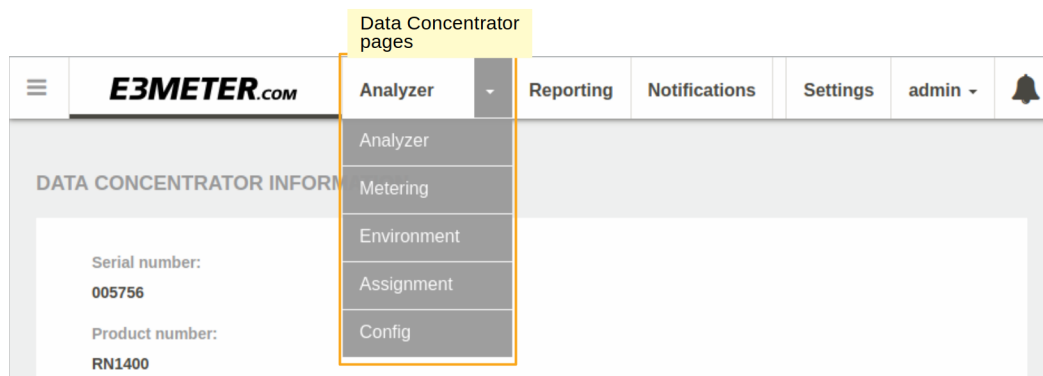 Data Concentrator
pages
E3METER.COM
Analyzer
Reporting
Notifications
Settings
admin
Analyzer
DATA CONCENTRATOR INFORM
Metering
Environment
Serial number:
Assignment
005756
Product number:
Config
RN1400